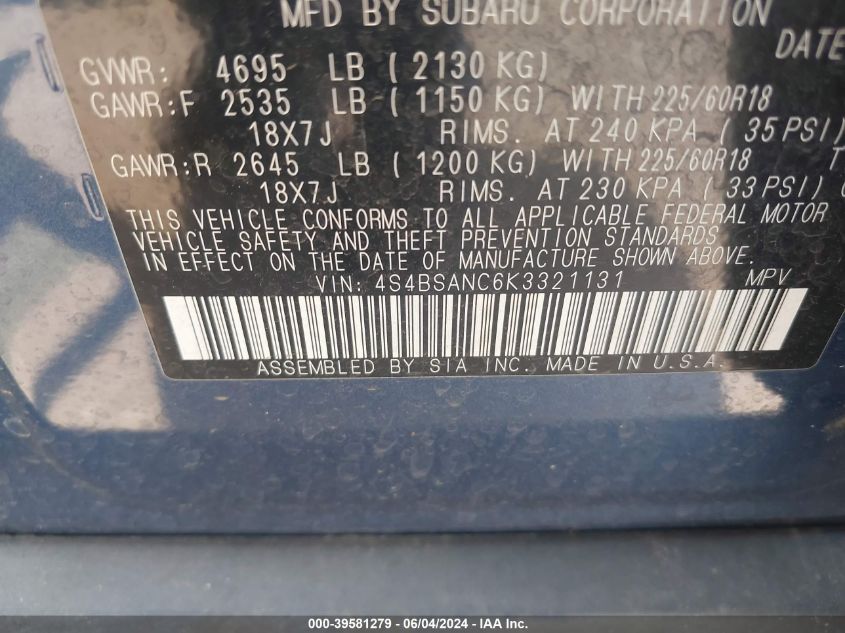 MFD BY SUBARU CORPORATION
DATE
GVWR: 4695 LB ( 2130 KG)
GAWR:F 2535 LB ( 1150 KG) WITH 225/60R18
18X7J RIMS. AT 240 KPA ( 35 PSI)
GAWR:R 2645 LB ( 1200 KG) WITH 225/60R18 T
18X7J RIMS. AT 230 KPA ( 33 PSI)
THIS VEHICLE CONFORMS TO ALL APPLICABLE FEDERAL MOTOR
VEHICLE SAFETY AND THEFT PREVENTION STANDARDS
IN EFFECT ON THE DATE OF MANUFACTURE SHOWN ABOVE.
VIN: 4S4BSANC6K3321131 MPV
ASSEMBLED BY SIA INC. MADE IN U.S.A.
000-39581279 - 06/04/2024 - IAA Inc.